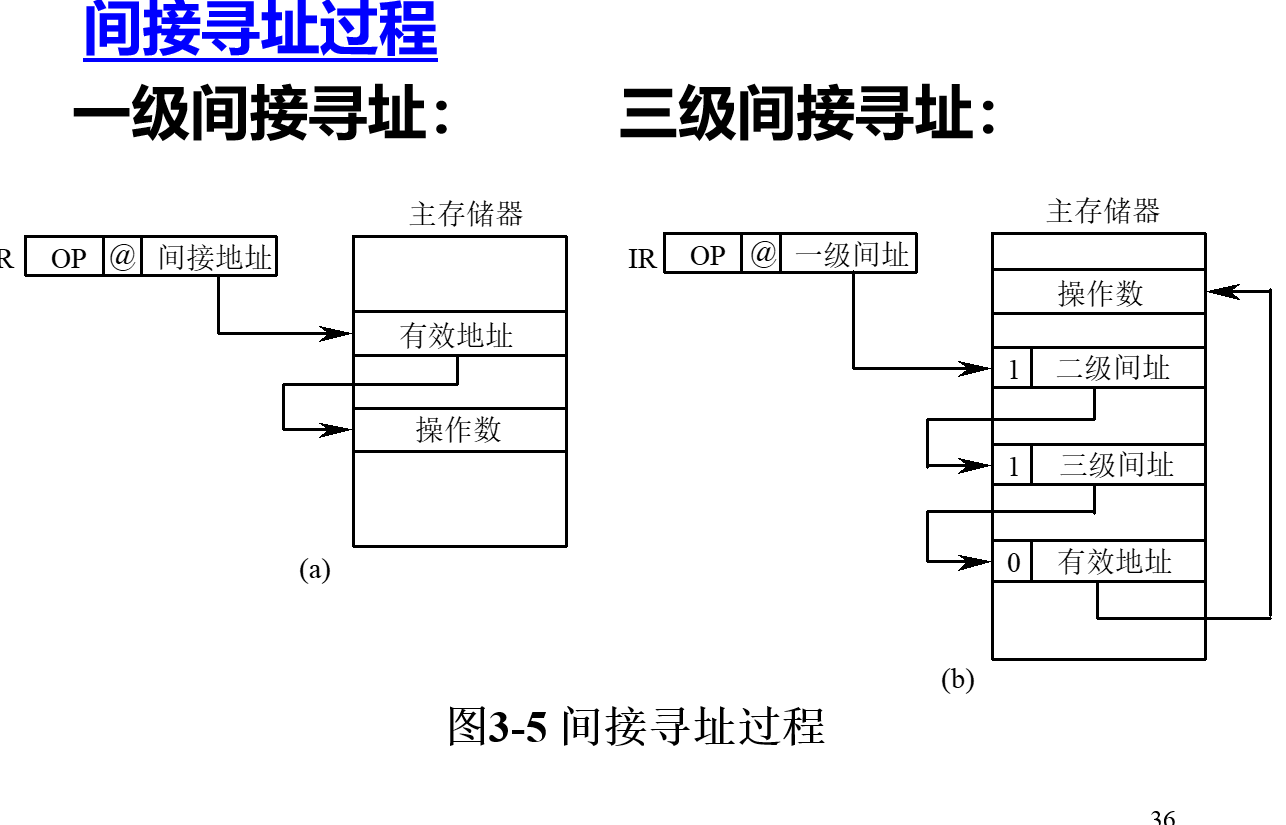 间接寻址过程
一级间接寻址：
三级间接寻址：
主存储器
R OP @ 间接地址
有效地址
操作数
(a)
主存储器
IR OP @ 一级间址
操作数
1 二级间址
1 三级间址
0 有效地址
(b)
图3-5 间接寻址过程
36